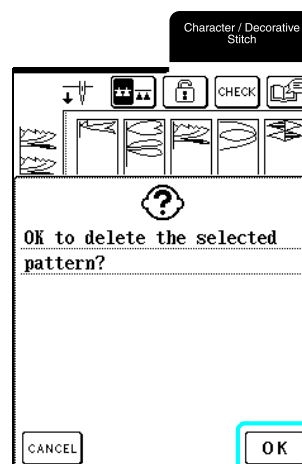 Character / Decorative
Stitch
CHECK
?
OK to delete the selected
pattern?
CANCEL
OK